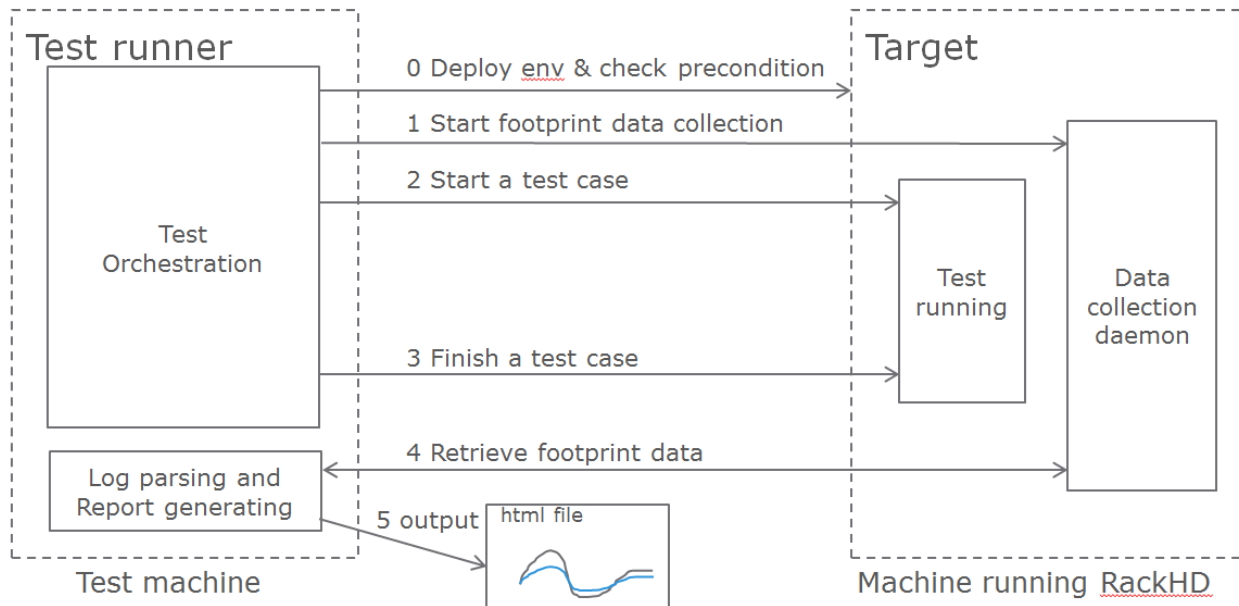 Test runner
Target
0 Deploy env & check precondition
1 Start footprint data collection
2 Start a test case
Test
Orchestration
Test
running
Data
collection
daemon
3 Finish a test case
4 Retrieve footprint data
Log parsing and
Report generating
5 output
html file
Test machine
Machine running RackHD